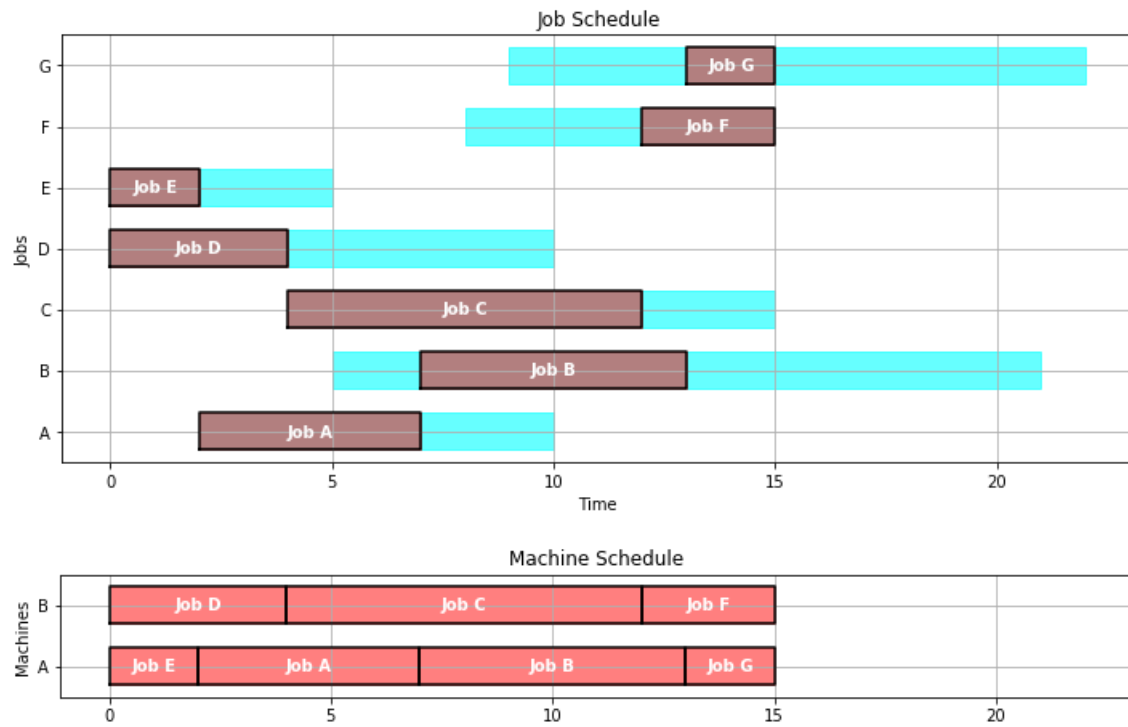 Job Schedule
G Job G
F Job F
E Job E
D Job D
C Job C
B Job B
A Job A
Jobs
0 5 10 15 20
Time
Machine Schedule
B Job D Job C Job F
A Job E Job A Job B Job G
Machines
0 5 10 15 20